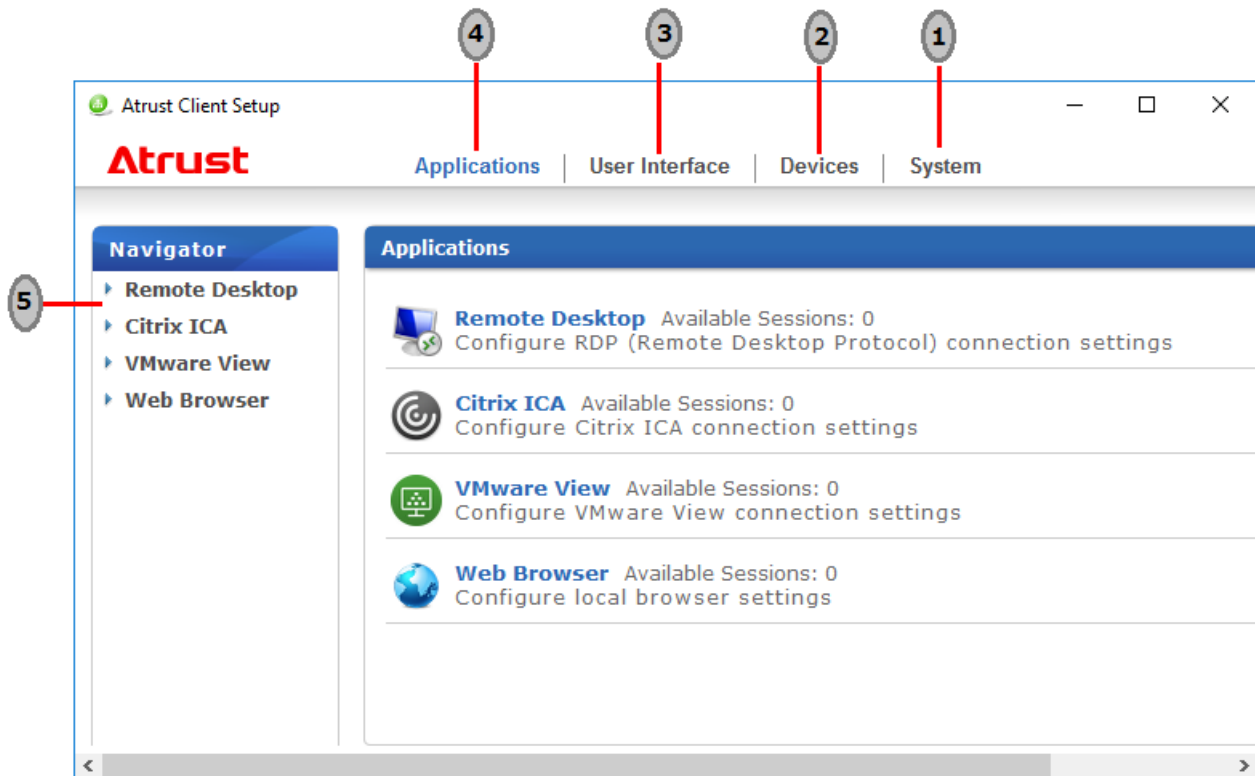 4 3 2 1
Atrust Client Setup
Atrust
Applications User Interface Devices System
Navigator
5
Remote Desktop
Citrix ICA
VMware View
Web Browser
Applications
Remote Desktop Available Sessions: 0
Configure RDP (Remote Desktop Protocol) connection settings
Citrix ICA Available Sessions: 0
Configure Citrix ICA connection settings
VMware View Available Sessions: 0
Configure VMware View connection settings
Web Browser Available Sessions: 0
Configure local browser settings